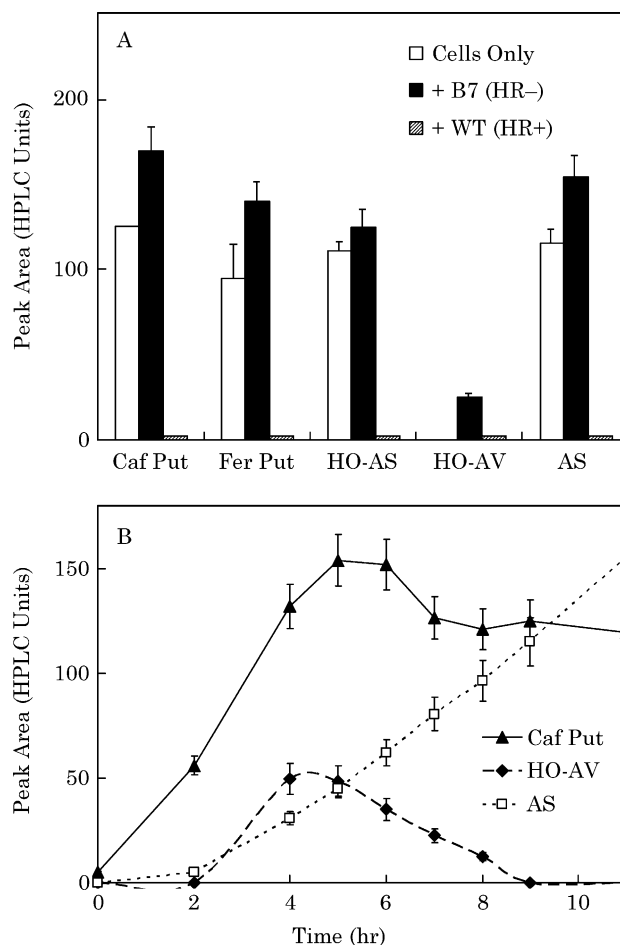 A
Cells Only
+ B7 (HR–)
+ WT (HR+)
Peak Area (HPLC Units)
200
100
0
Caf Put Fer Put HO-AS HO-AV AS
B
Peak Area (HPLC Units)
150
100
50
0
Caf Put
HO-AV
AS
0 2 4 6 8 10
Time (hr)